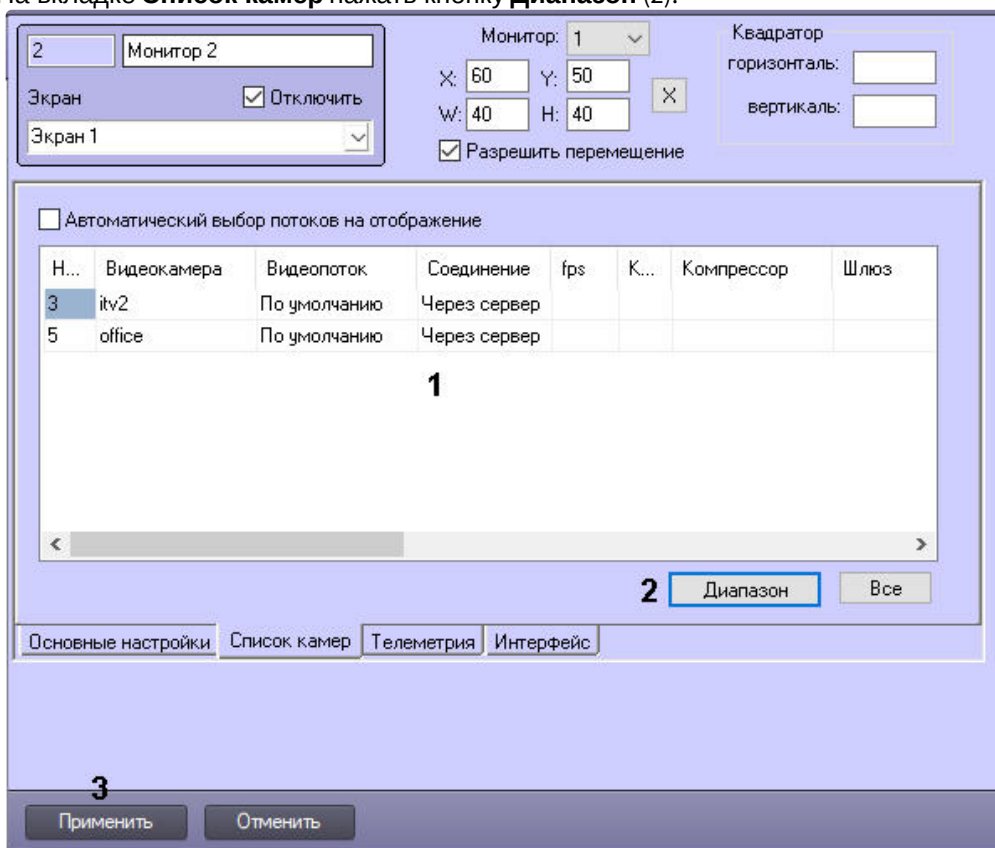 На вкладке Список камер нажать кнопку Диапазон (2).
2 Монитор 2 Монитор: 1 Квадратор
X: 60 Y: 50 X горизонталь:
Экран Отключить W: 40 H: 40 вертикаль:
Экран 1 Разрешить перемещение
Автоматический выбор потоков на отображение
Н... Видеокамера Видеопоток Соединение fps К... Компрессор Шлюз
3 itv2 По умолчанию Через сервер
5 office По умолчанию Через сервер
1
2 Диапазон Все
Основные настройки Список камер Телеметрия Интерфейс
3
Применить Отменить